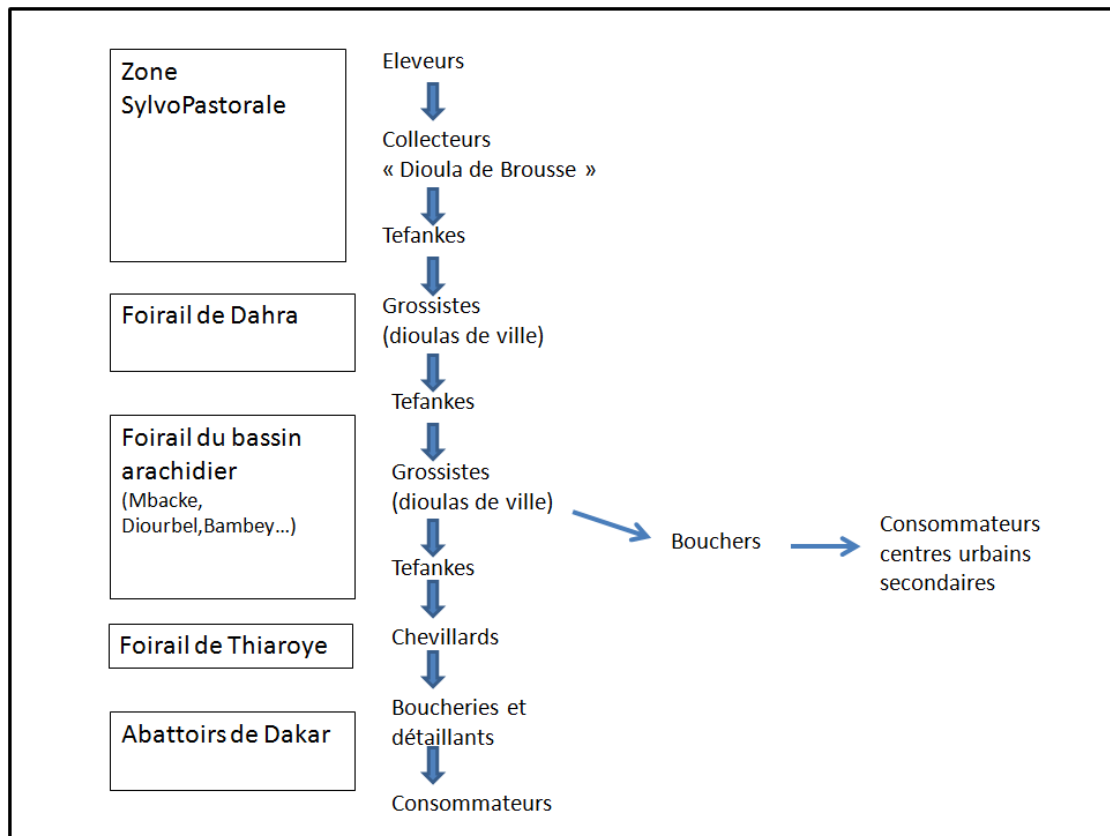 Zone
SylvoPastorale
Eleveurs
Collecteurs
« Dioula de Brousse »
Tefankes
Foirail de Dahra
Grossistes
(dioulas de ville)
Tefankes
Foirail du bassin
arachidier
(Mbacke,
Diourbel,Bambey...)
Grossistes
(dioulas de ville)
Bouchers
Consommateurs
centres urbains
secondaires
Tefankes
Foirail de Thiaroye
Chevillards
Abattoirs de Dakar
Boucheries et
détaillants
Consommateurs